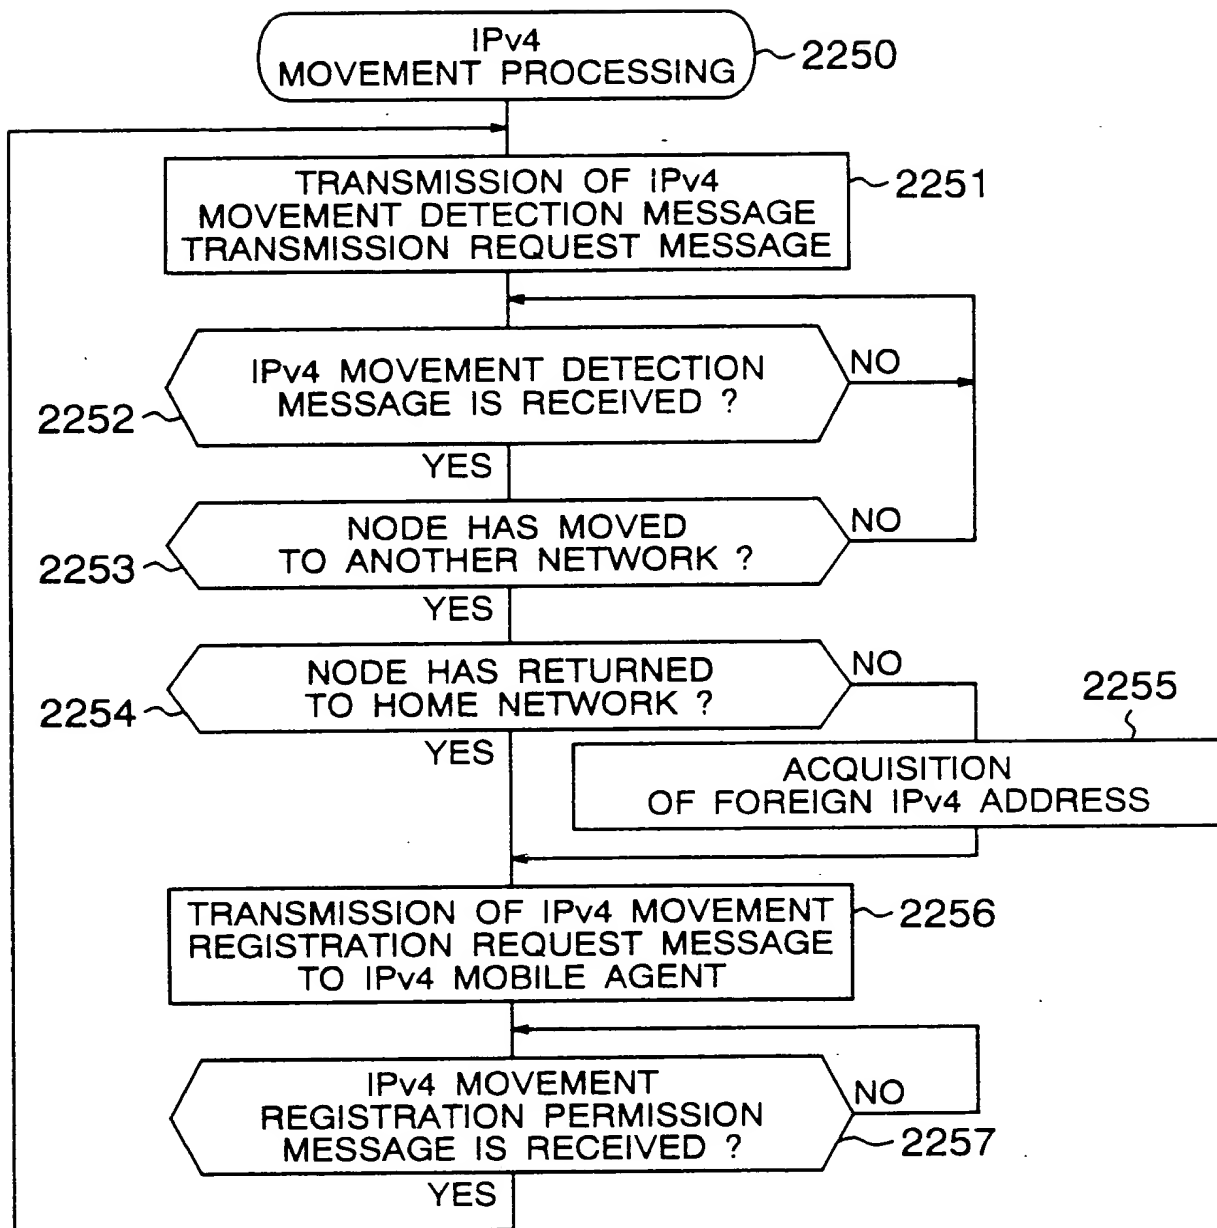 IPv4
MOVEMENT PROCESSING
2250
TRANSMISSION OF IPv4
MOVEMENT DETECTION MESSAGE
TRANSMISSION REQUEST MESSAGE
2251
IPv4 MOVEMENT DETECTION
MESSAGE IS RECEIVED ?
NO
2252
YES
NODE HAS MOVED
TO ANOTHER NETWORK ?
NO
2253
YES
NODE HAS RETURNED
TO HOME NETWORK ?
NO
2254
YES
2255
ACQUISITION
OF FOREIGN IPv4 ADDRESS
TRANSMISSION OF IPv4 MOVEMENT
REGISTRATION REQUEST MESSAGE
TO IPv4 MOBILE AGENT
2256
IPv4 MOVEMENT
REGISTRATION PERMISSION
MESSAGE IS RECEIVED ?
NO
2257
YES